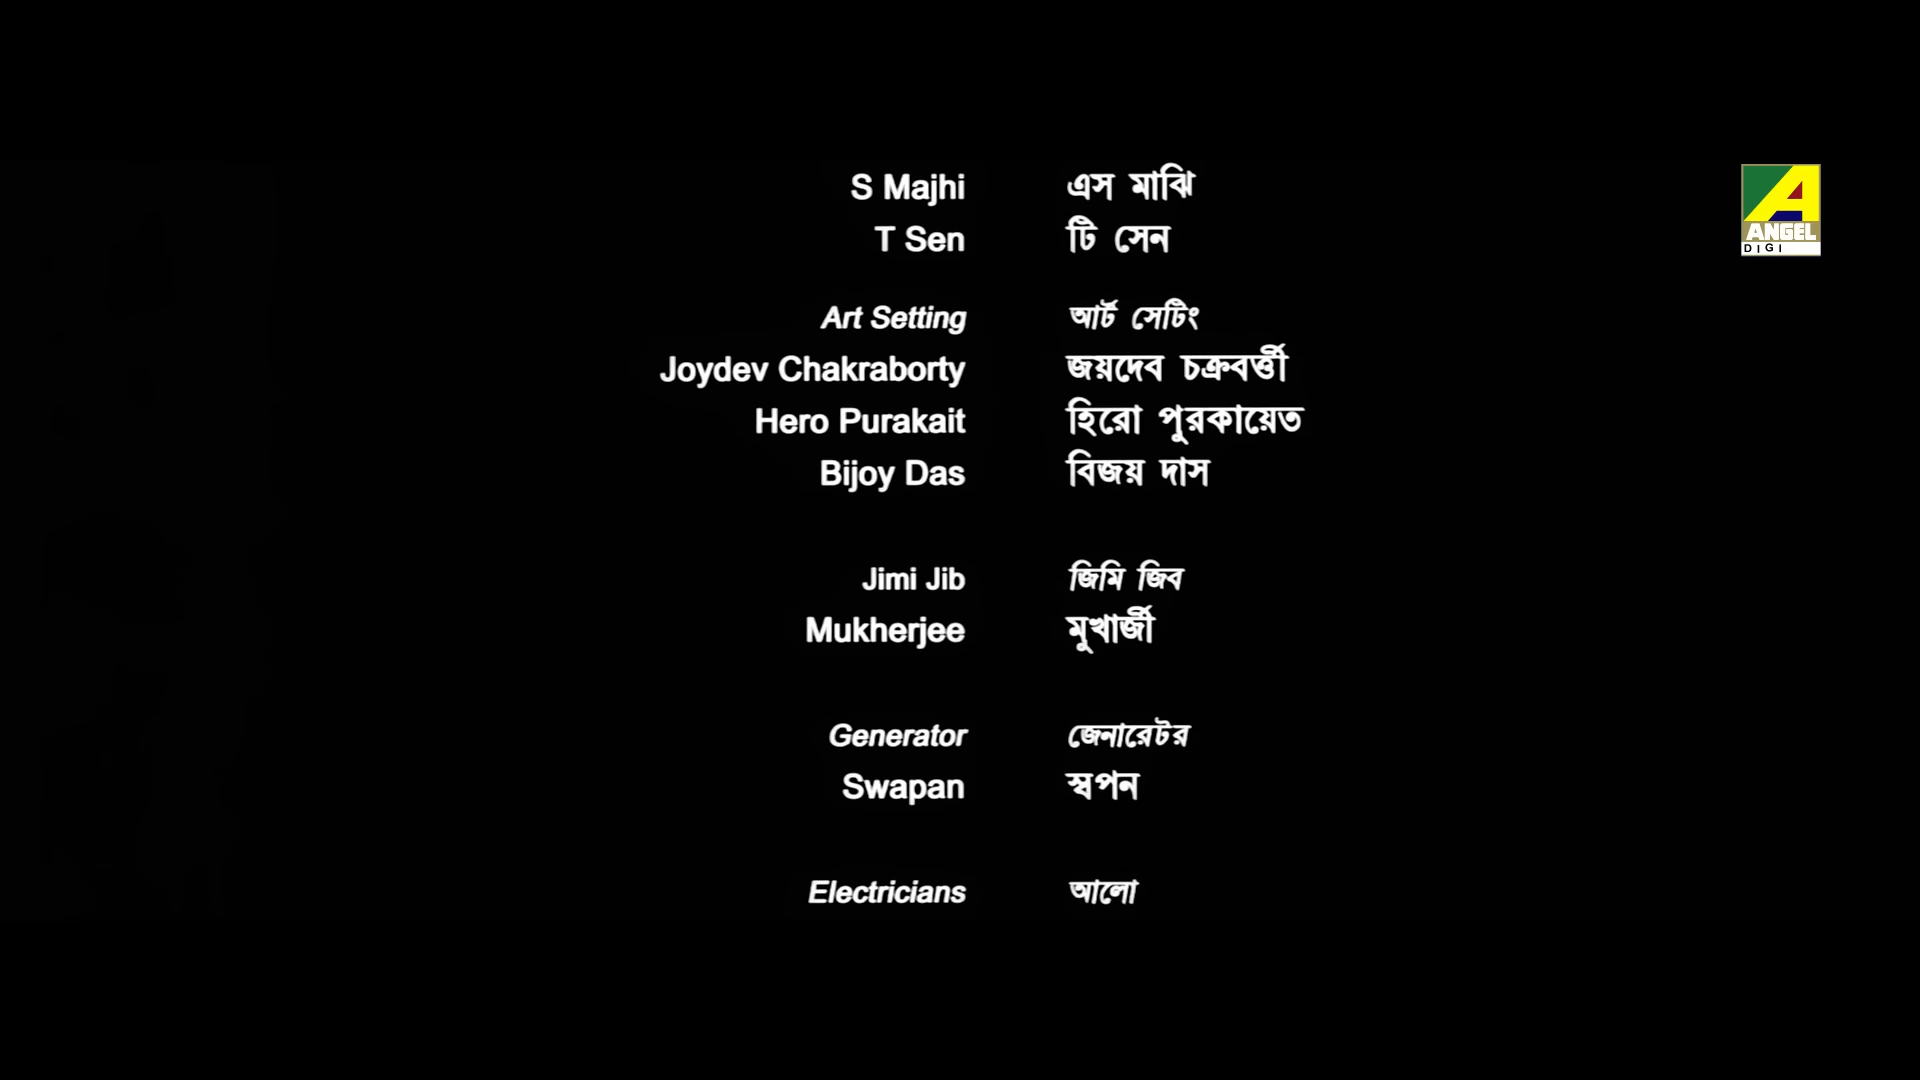 S Majhi এস মাঝি
T Sen টি সেন
Art Setting আর্ট সেটিং
Joydev Chakraborty জয়দেব চক্রবর্ত্তী
Hero Purakait হিরো পুরকায়েত
Bijoy Das বিজয় দাস
Jimi Jib জিমি জিব
Mukherjee মুখার্জী
Generator জেনারেটর
Swapan স্বপন
Electricians আলো
A
ANGEL
DIGI